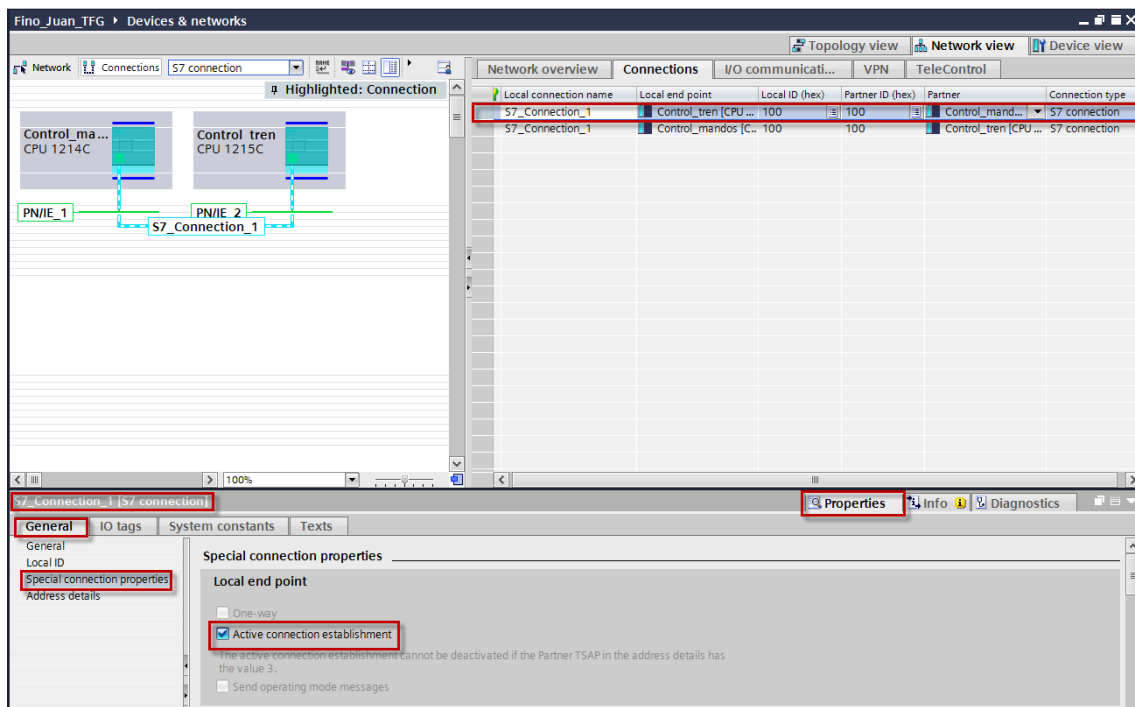 Fino_Juan_TFG ▸ Devices & networks
Topology view Network view Device view
Network Connections S7 connection
Network overview Connections I/O communicati... VPN TeleControl
Highlighted: Connection
Local connection name Local end point Local ID (hex) Partner ID (hex) Partner Connection type
S7_Connection_1 Control_tren [CPU ... 100 100 Control_mand... S7 connection
S7_Connection_1 Control_mandos [C.. 100 100 Control_tren [CPU ... S7 connection
Control_ma...
CPU 1214C
Control tren
CPU 1215C
PN/IE_1
PN/IE_2
S7_Connection_1
100%
S7_Connection_1 [S7 connection]
Properties Info Diagnostics
General IO tags System constants Texts
General
Local ID
Special connection properties
Address details
Special connection properties
Local end point
One-way
Active connection establishment
The active connection establishment cannot be deactivated if the Partner TSAP in the address details has
the value 3.
Send operating mode messages